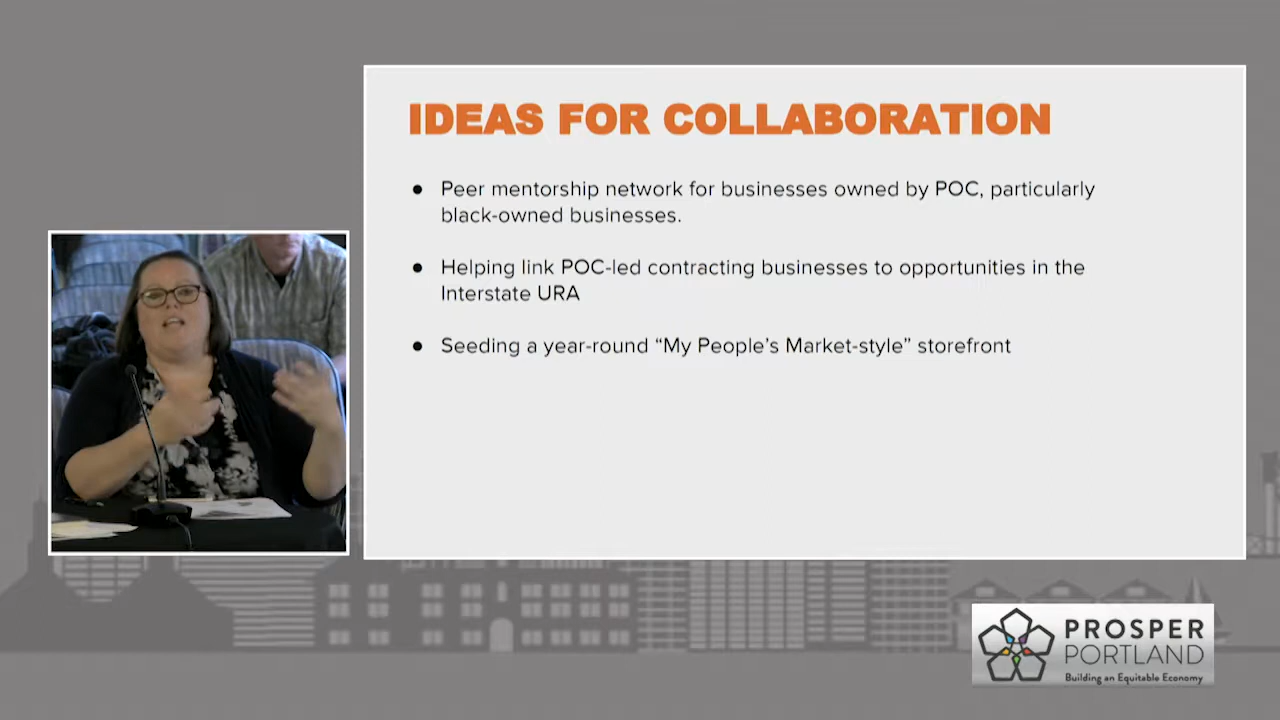 IDEAS FOR COLLABORATION
● Peer mentorship network for businesses owned by POC, particularly
black-owned businesses.
● Helping link POC-led contracting businesses to opportunities in the
Interstate URA
● Seeding a year-round “My People’s Market-style” storefront
PROSPER
PORTLAND
Building an Equitable Economy